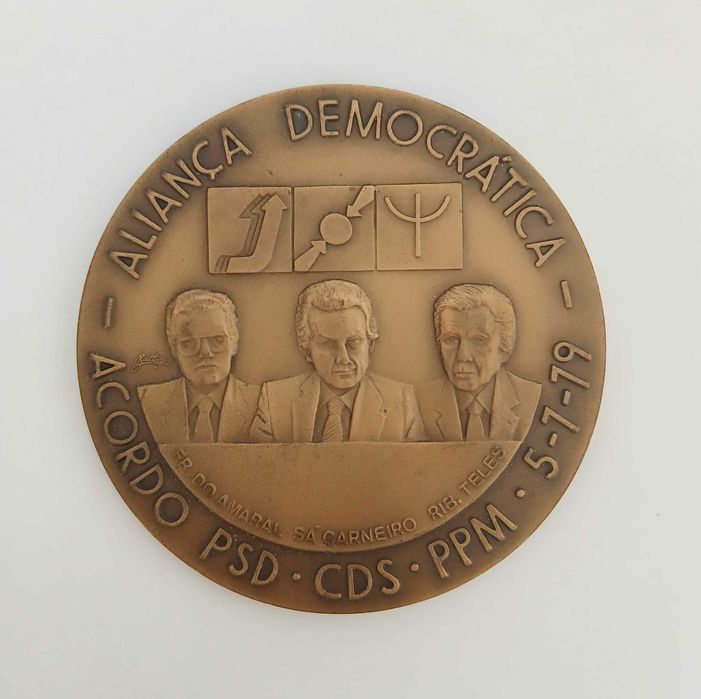 — ALIANÇA DEMOCRÁTICA —
FR. DO AMARAL SÁ CARNEIRO RIB. TELES
ACORDO PSD · CDS · PPM · 5-7-79